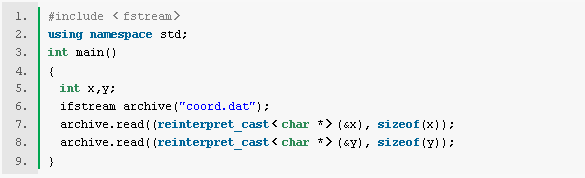 1. #include <fstream>
2. using namespace std;
3. int main()
4. {
5. int x,y;
6. ifstream archive("coord.dat");
7. archive.read((reinterpret_cast<char *>(&x), sizeof(x));
8. archive.read((reinterpret_cast<char *>(&y), sizeof(y));
9. }